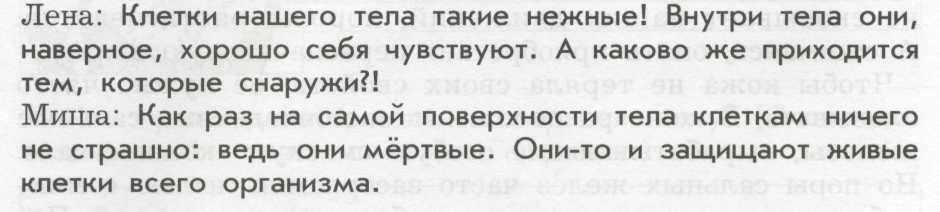 Лена: Клетки нашего тела такие нежные! Внутри тела они,
наверное, хорошо себя чувствуют. А каково же приходится
тем, которые снаружи?!
Миша: Как раз на самой поверхности тела клеткам ничего
не страшно: ведь они мёртвые. Они-то и защищают живые
клетки всего организма.